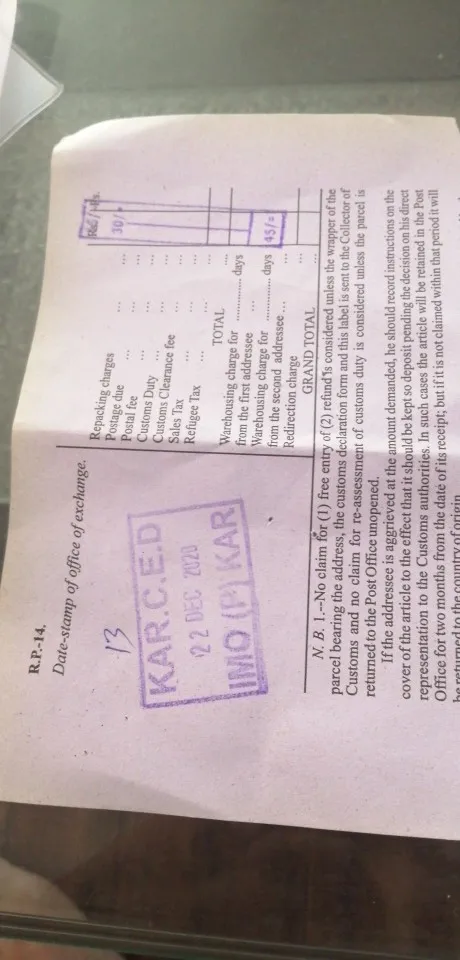 R.P.-14.
Date-stamp of office of exchange.
13
KAR.C.E.D
22 DEC 2020
IMO (P) KAR
Repacking charges ...
Postage due ... ... 30/-
Postal fee ... ...
Customs Duty ... ...
Customs Clearance fee ...
Sales Tax ... ...
Refugee Tax ... ...
TOTAL ...
Warehousing charge for ............ days
from the first addressee ...
Warehousing charge for ............ days
from the second addressee ... ... 45/=
Redirection charge ...
GRAND TOTAL ...
N. B. 1.--No claim for (1) free entry of (2) refund is considered unless the wrapper of the
parcel bearing the address, the customs declaration form and this label is sent to the Collector of
Customs and no claim for re-assessment of customs duty is considered unless the parcel is
returned to the Post Office unopened.
If the addressee is aggrieved at the amount demanded, he should record instructions on the
cover of the article to the effect that it should be kept so deposit pending the decision on his direct
representation to the Customs authorities. In such cases the article will be retained in the Post
Office for two months from the date of its receipt; but if it is not claimed within that period it will
be returned to the country of origin